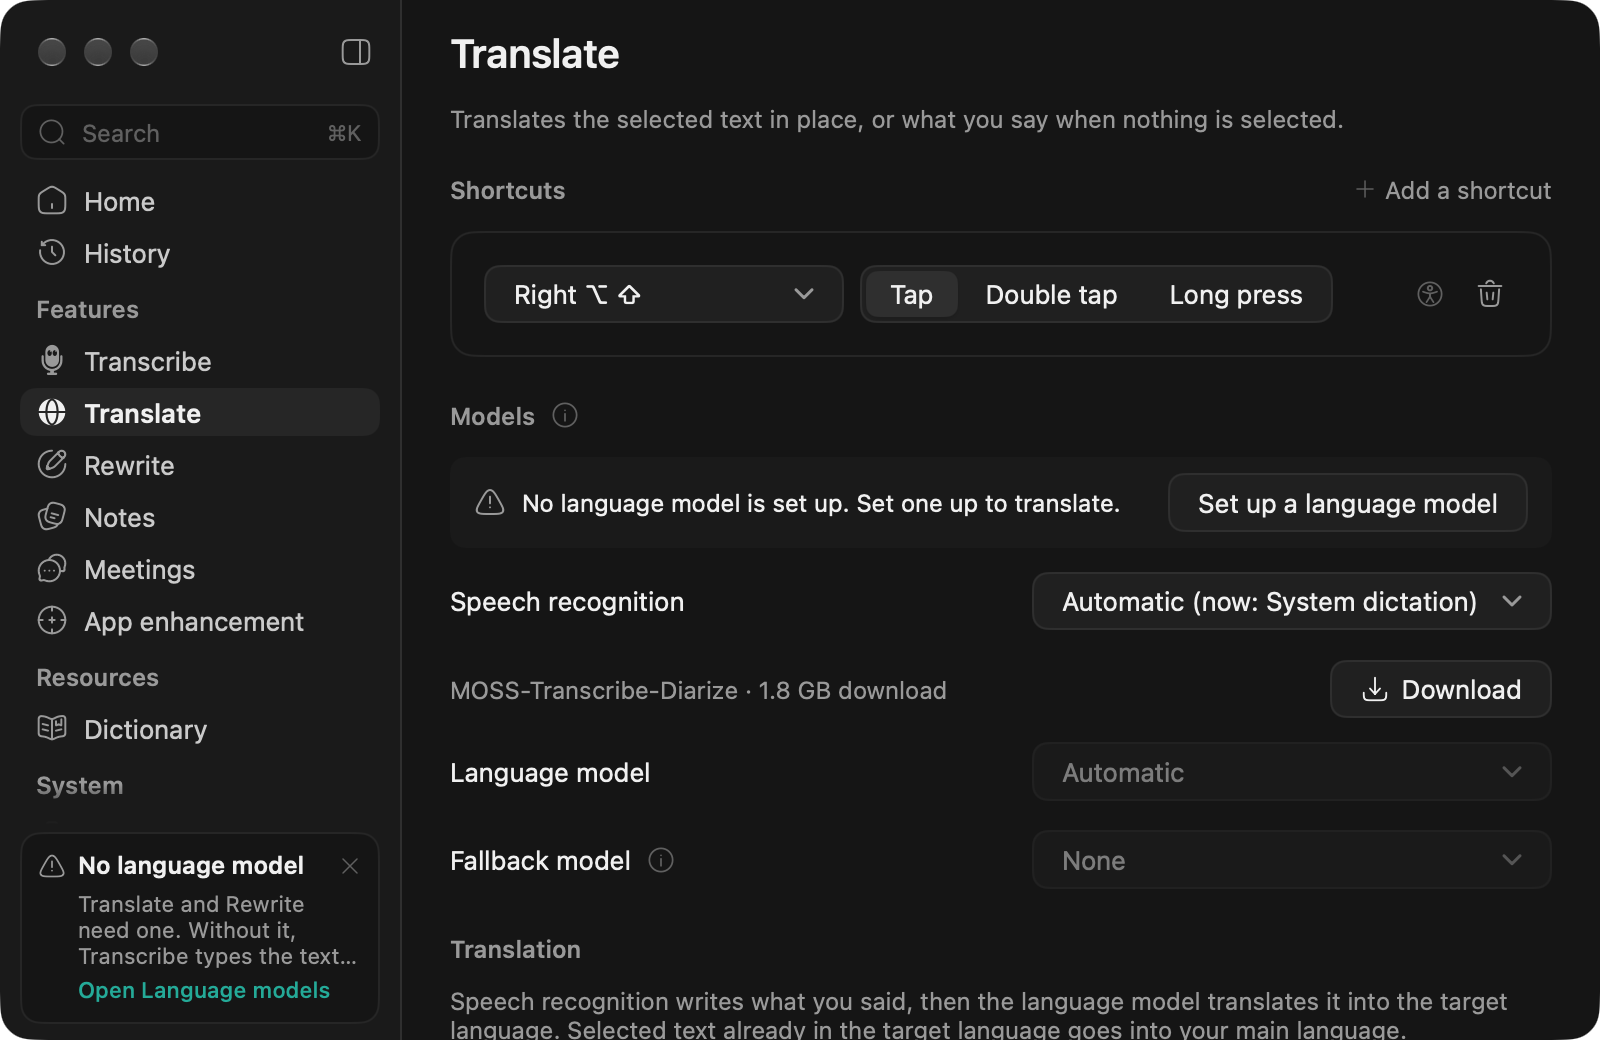 Search ⌘K
Home
History
Features
Transcribe
Translate
Rewrite
Notes
Meetings
App enhancement
Resources
Dictionary
System
No language model
Translate and Rewrite
need one. Without it,
Transcribe types the text...
Open Language models
Translate
Translates the selected text in place, or what you say when nothing is selected.
Shortcuts
+ Add a shortcut
Right ⌥ ⇧
Tap Double tap Long press
Models
No language model is set up. Set one up to translate.
Set up a language model
Speech recognition
Automatic (now: System dictation)
MOSS-Transcribe-Diarize · 1.8 GB download
Download
Language model
Automatic
Fallback model
None
Translation
Speech recognition writes what you said, then the language model translates it into the target
language. Selected text already in the target language goes into your main language.